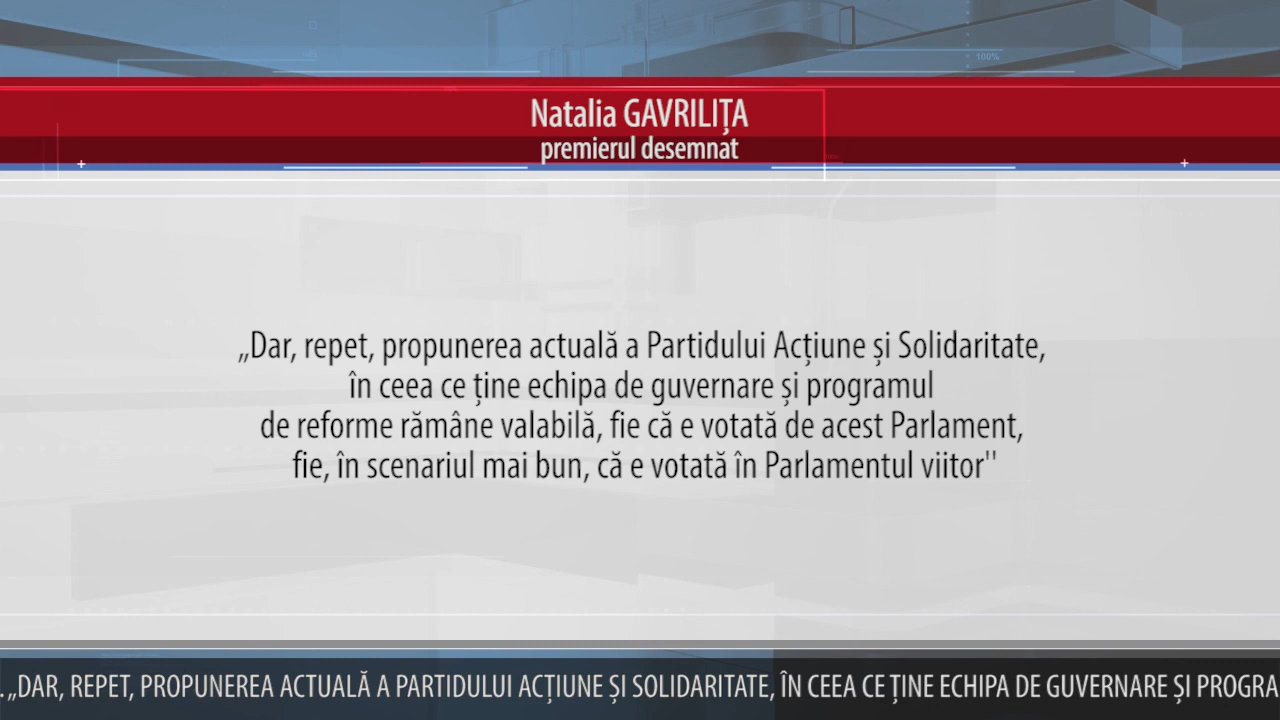 100%
Natalia GAVRILIȚA
premierul desemnat
„Dar, repet, propunerea actuală a Partidului Acțiune și Solidaritate,
în ceea ce ține echipa de guvernare și programul
de reforme rămâne valabilă, fie că e votată de acest Parlament,
fie, în scenariul mai bun, că e votată în Parlamentul viitor''
. „DAR, REPET, PROPUNEREA ACTUALĂ A PARTIDULUI ACȚIUNE ȘI SOLIDARITATE, ÎN CEEA CE ȚINE ECHIPA DE GUVERNARE ȘI PROGRA